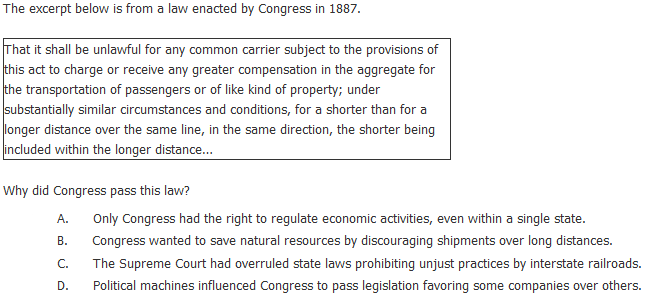 The excerpt below is from a law enacted by Congress in 1887.
That it shall be unlawful for any common carrier subject to the provisions of
this act to charge or receive any greater compensation in the aggregate for
the transportation of passengers or of like kind of property; under
substantially similar circumstances and conditions, for a shorter than for a
longer distance over the same line, in the same direction, the shorter being
included within the longer distance...
Why did Congress pass this law?
A. Only Congress had the right to regulate economic activities, even within a single state.
B. Congress wanted to save natural resources by discouraging shipments over long distances.
C. The Supreme Court had overruled state laws prohibiting unjust practices by interstate railroads.
D. Political machines influenced Congress to pass legislation favoring some companies over others.